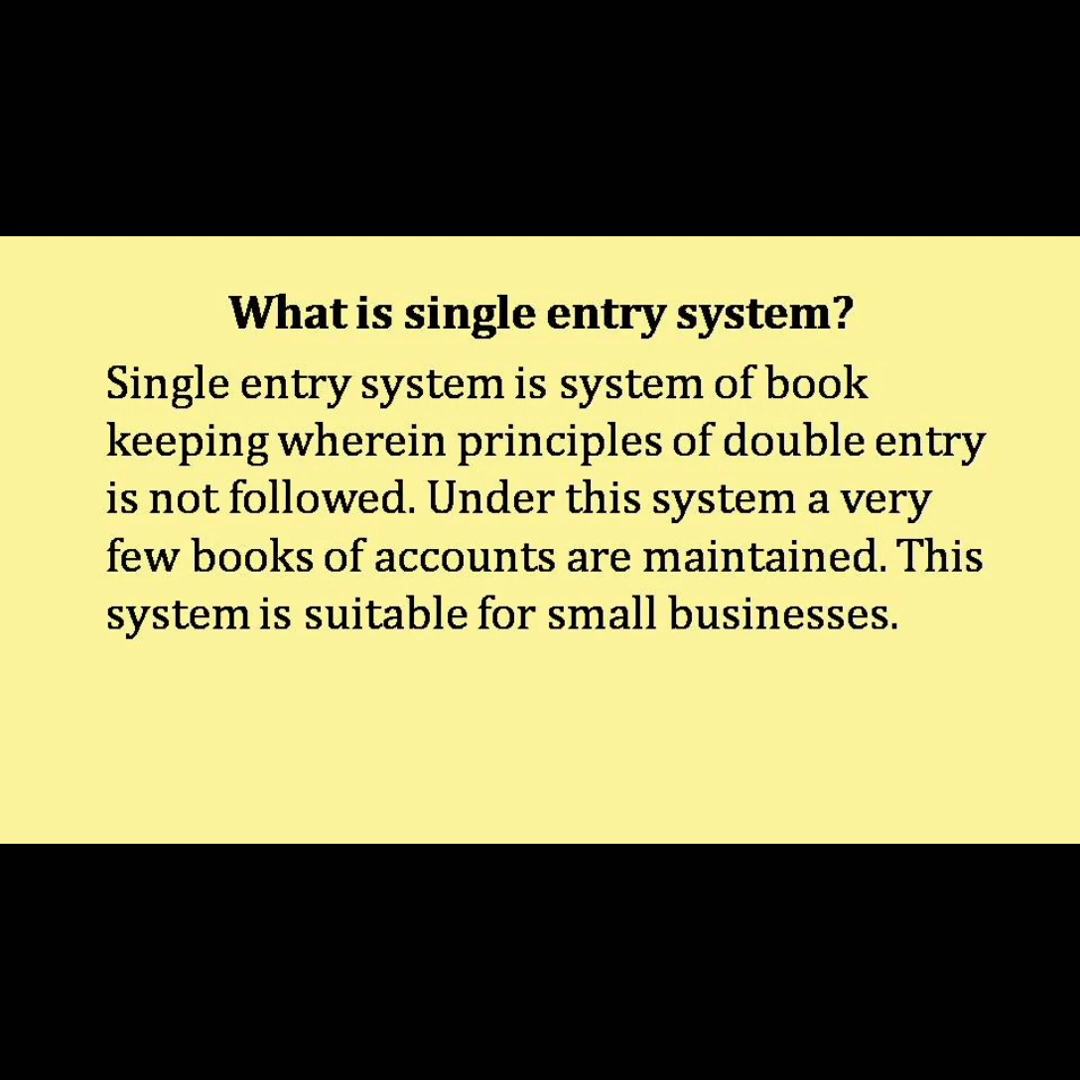 What is single entry system?
Single entry system is system of book
keeping wherein principles of double entry
is not followed. Under this system a very
few books of accounts are maintained. This
system is suitable for small businesses.